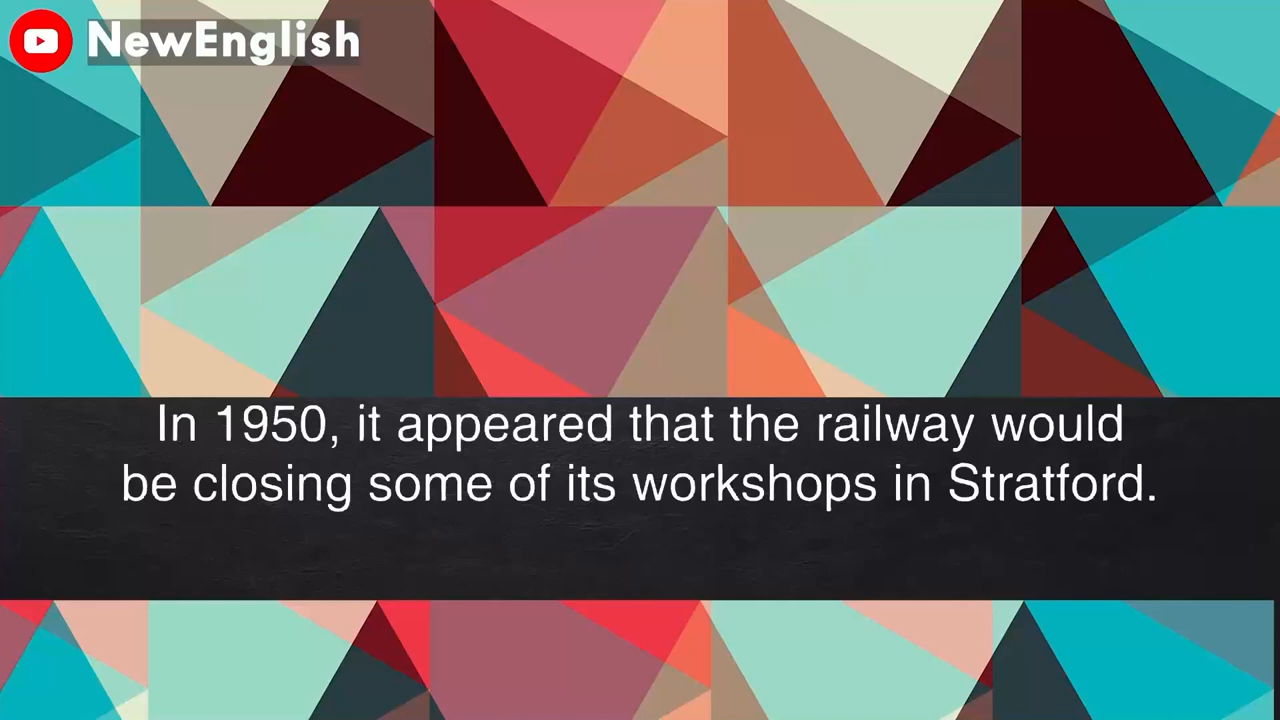 NewEnglish
In 1950, it appeared that the railway would
be closing some of its workshops in Stratford.